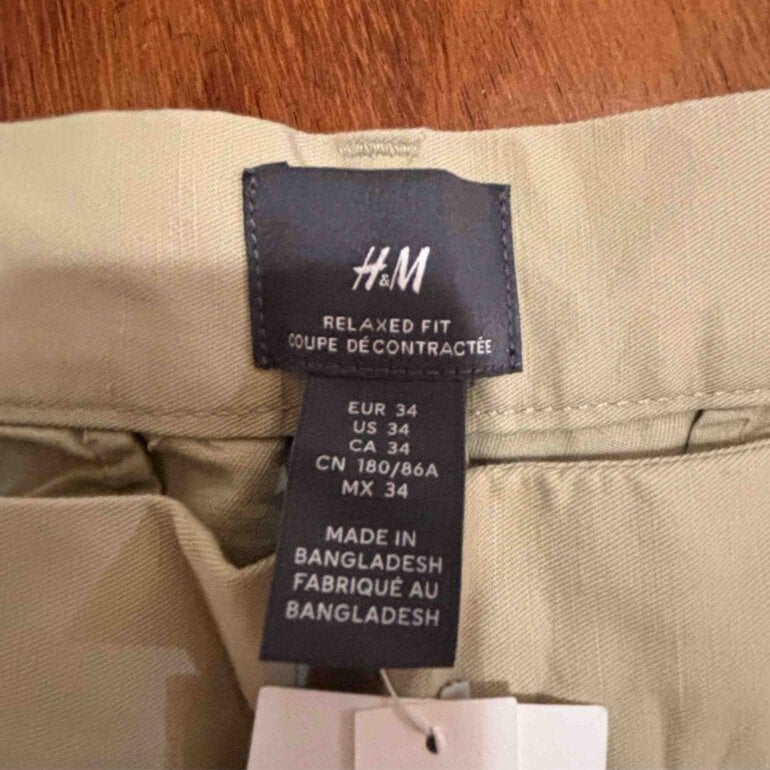 H&M
RELAXED FIT
COUPE DÉCONTRACTÉE
EUR 34
US 34
CA 34
CN 180/86A
MX 34
MADE IN
BANGLADESH
FABRIQUÉ AU
BANGLADESH